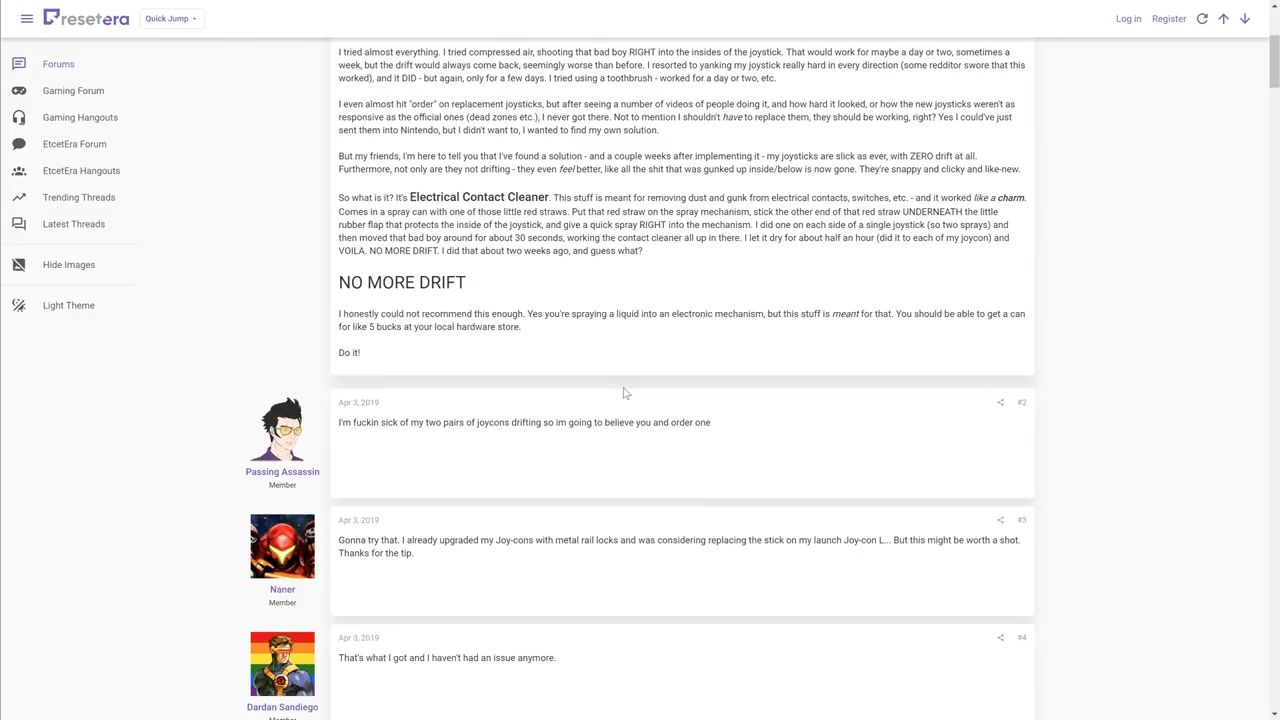 resetera
Quick Jump
Log in
Register
Forums
Gaming Forum
Gaming Hangouts
EtcetEra Forum
EtcetEra Hangouts
Trending Threads
Latest Threads
Hide Images
Light Theme
I tried almost everything. I tried compressed air, shooting that bad boy RIGHT into the insides of the joystick. That would work for maybe a day or two, sometimes a
week, but the drift would always come back, seemingly worse than before. I resorted to yanking my joystick really hard in every direction (some redditor swore that this
worked), and it DID - but again, only for a few days. I tried using a toothbrush - worked for a day or two, etc.
I even almost hit "order" on replacement joysticks, but after seeing a number of videos of people doing it, and how hard it looked, or how the new joysticks weren't as
responsive as the official ones (dead zones etc.), I never got there. Not to mention I shouldn't have to replace them, they should be working, right? Yes I could've just
sent them into Nintendo, but I didn't want to, I wanted to find my own solution.
But my friends, I'm here to tell you that I've found a solution - and a couple weeks after implementing it - my joysticks are slick as ever, with ZERO drift at all.
Furthermore, not only are they not drifting - they even feel better, like all the shit that was gunked up inside/below is now gone. They're snappy and clicky and like-new.
So what is it? It's Electrical Contact Cleaner. This stuff is meant for removing dust and gunk from electrical contacts, switches, etc. - and it worked like a charm.
Comes in a spray can with one of those little red straws. Put that red straw on the spray mechanism, stick the other end of that red straw UNDERNEATH the little
rubber flap that protects the inside of the joystick, and give a quick spray RIGHT into the mechanism. I did one on each side of a single joystick (so two sprays) and
then moved that bad boy around for about 30 seconds, working the contact cleaner all up in there. I let it dry for about half an hour (did it to each of my joycon) and
VOILA. NO MORE DRIFT. I did that about two weeks ago, and guess what?
NO MORE DRIFT
I honestly could not recommend this enough. Yes you're spraying a liquid into an electronic mechanism, but this stuff is meant for that. You should be able to get a can
for like 5 bucks at your local hardware store.
Do it!
Passing Assassin
Member
Apr 3, 2019
#2
I'm fuckin sick of my two pairs of joycons drifting so im going to believe you and order one
Naner
Member
Apr 3, 2019
#3
Gonna try that. I already upgraded my Joy-cons with metal rail locks and was considering replacing the stick on my launch Joy-con L... But this might be worth a shot.
Thanks for the tip.
Dardan Sandiego
Member
Apr 3, 2019
#4
That's what I got and I haven't had an issue anymore.